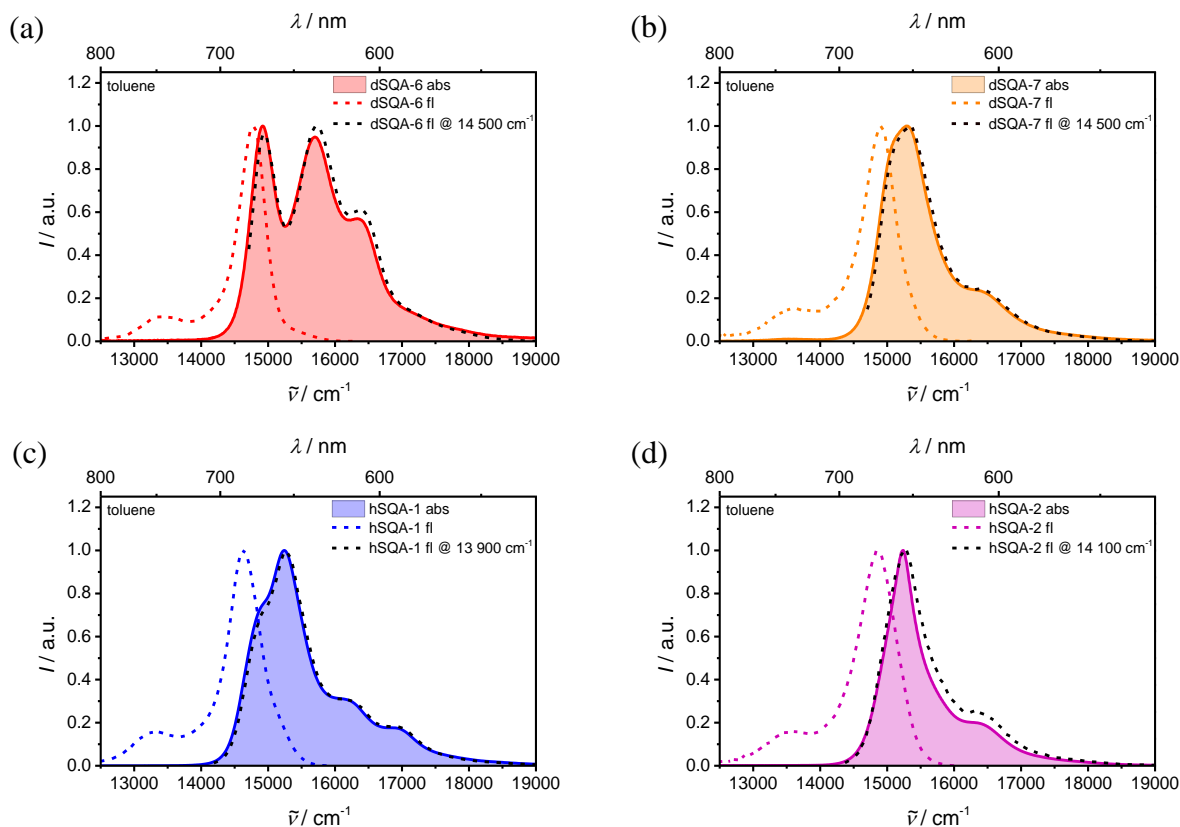 (a)
λ / nm
800 700 600
toluene
dSQA-6 abs
dSQA-6 fl
dSQA-6 fl @ 14 500 cm⁻¹
I / a.u.
1.2
1.0
0.8
0.6
0.4
0.2
0.0
13000 14000 15000 16000 17000 18000 19000
ṽ / cm⁻¹
(b)
λ / nm
800 700 600
toluene
dSQA-7 abs
dSQA-7 fl
dSQA-7 fl @ 14 500 cm⁻¹
I / a.u.
1.2
1.0
0.8
0.6
0.4
0.2
0.0
13000 14000 15000 16000 17000 18000 19000
ṽ / cm⁻¹
(c)
λ / nm
800 700 600
toluene
hSQA-1 abs
hSQA-1 fl
hSQA-1 fl @ 13 900 cm⁻¹
I / a.u.
1.2
1.0
0.8
0.6
0.4
0.2
0.0
13000 14000 15000 16000 17000 18000 19000
ṽ / cm⁻¹
(d)
λ / nm
800 700 600
toluene
hSQA-2 abs
hSQA-2 fl
hSQA-2 fl @ 14 100 cm⁻¹
I / a.u.
1.2
1.0
0.8
0.6
0.4
0.2
0.0
13000 14000 15000 16000 17000 18000 19000
ṽ / cm⁻¹